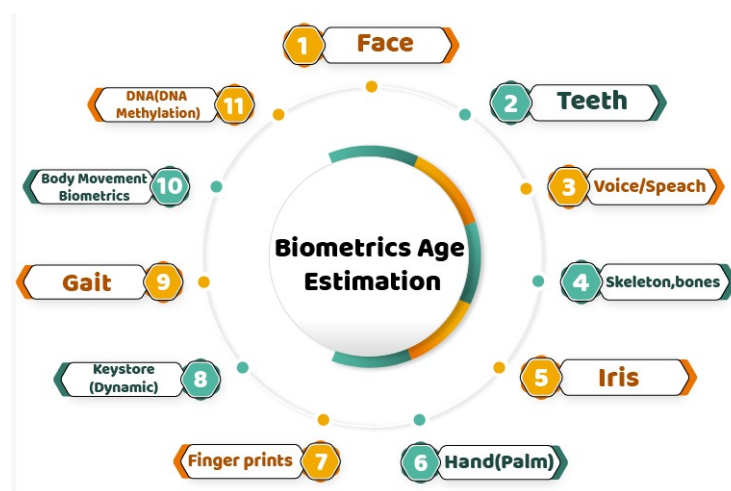 1 Face
2 Teeth
3 Voice/Speach
4 Skeleton,bones
5 Iris
6 Hand(Palm)
Finger prints 7
Keystore
(Dynamic) 8
Gait 9
Body Movement
Biometrics 10
DNA(DNA
Methylation) 11
Biometrics Age
Estimation